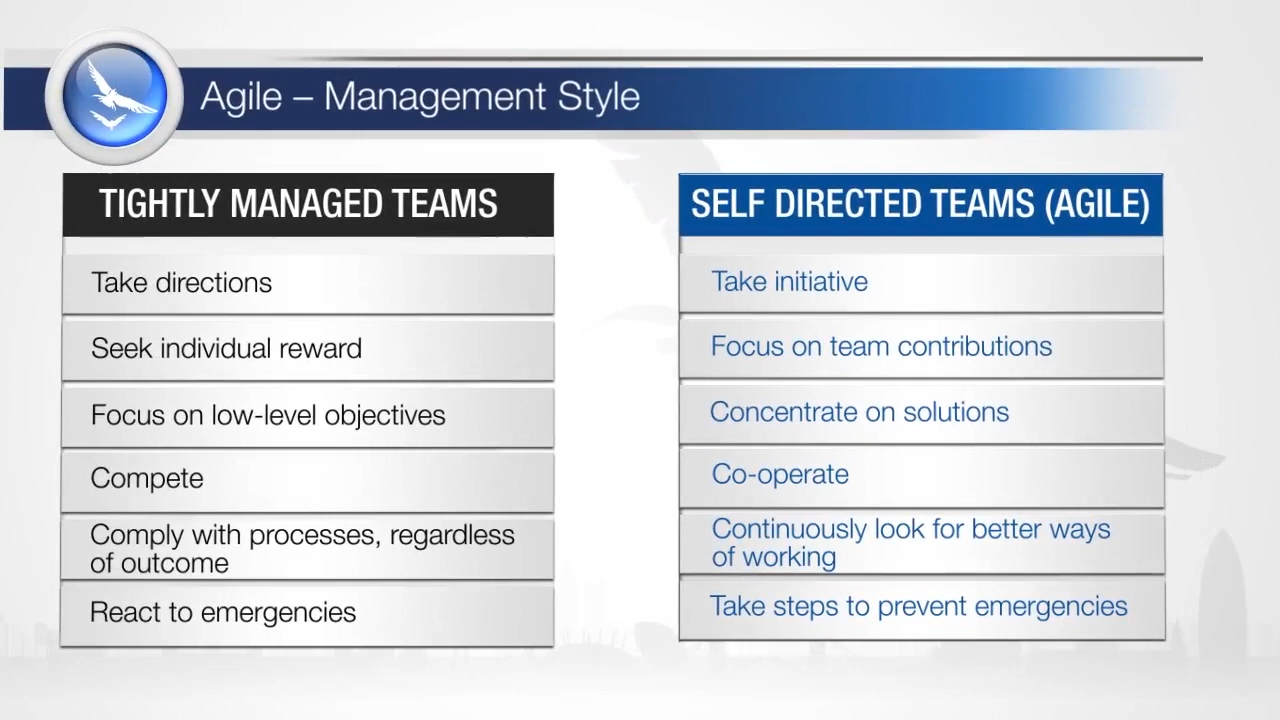 Agile – Management Style
TIGHTLY MANAGED TEAMS
Take directions
Seek individual reward
Focus on low-level objectives
Compete
Comply with processes, regardless
of outcome
React to emergencies
SELF DIRECTED TEAMS (AGILE)
Take initiative
Focus on team contributions
Concentrate on solutions
Co-operate
Continuously look for better ways
of working
Take steps to prevent emergencies